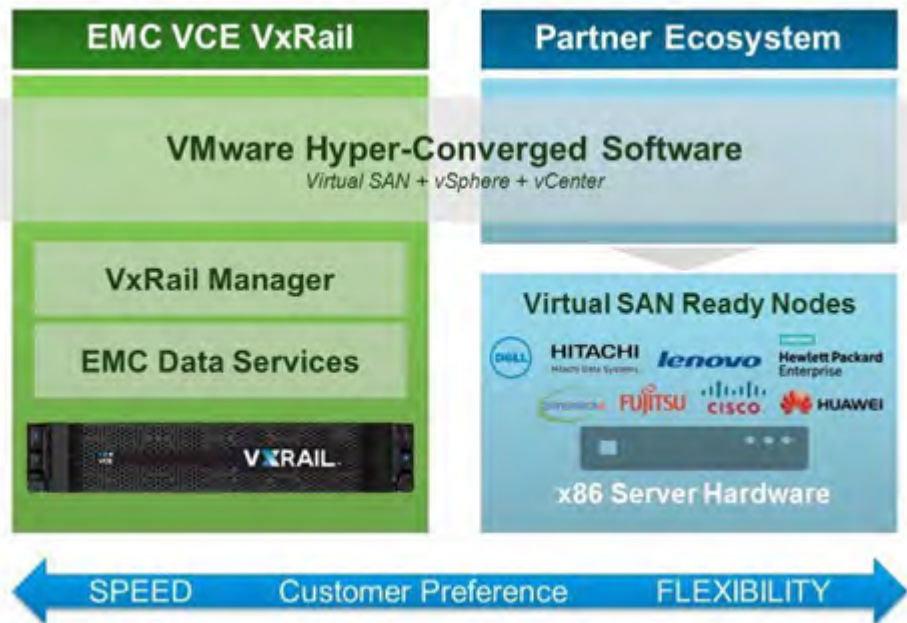 EMC VCE VxRail
Partner Ecosystem
VMware Hyper-Converged Software
Virtual SAN + vSphere + vCenter
VxRail Manager
EMC Data Services
VCE
VXRAIL
Virtual SAN Ready Nodes
DELL
HITACHI
Hitachi Data Systems
lenovo
Hewlett Packard
Enterprise
FUJITSU
CISCO
HUAWEI
x86 Server Hardware
SPEED
Customer Preference
FLEXIBILITY